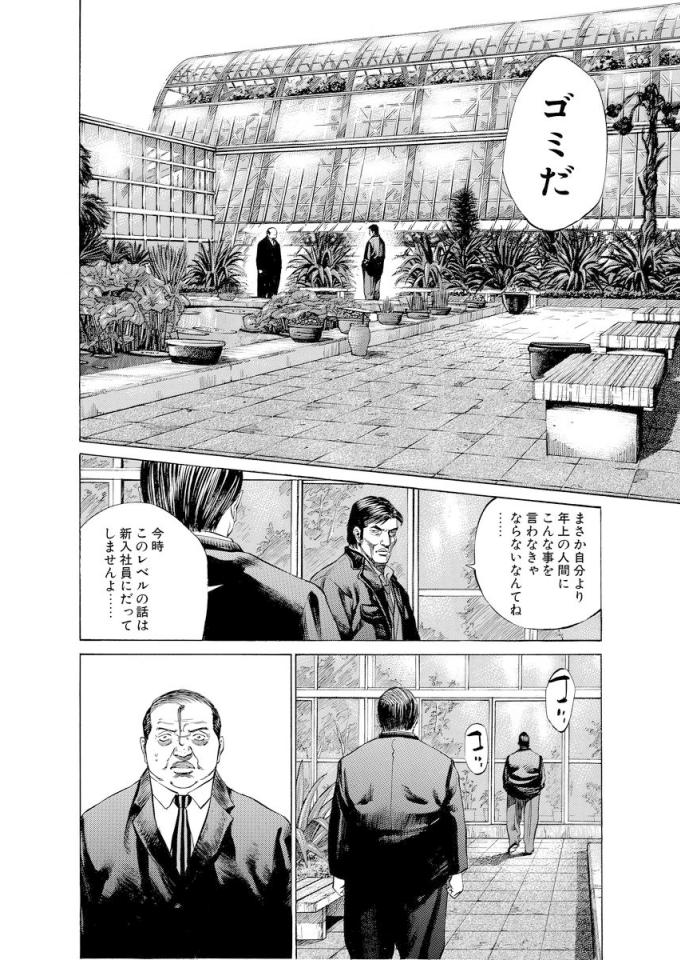 ゴミだ
まさか自分より
年上の人間に
こんな事を
言わなきゃ
ならないなんてね
……
今時
このレベルの話は
新入社員にだって
しませんよ……
コッ
コッ